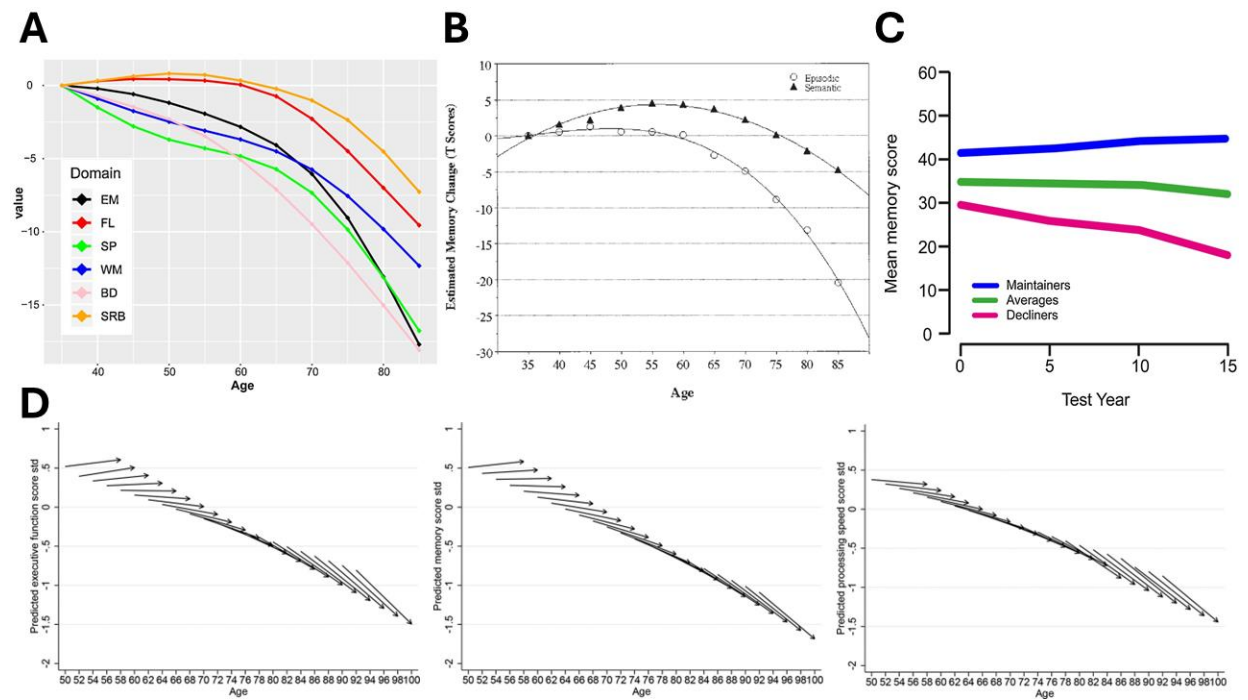 A
value
0
−5
−10
−15
Domain
EM
FL
SP
WM
BD
SRB
40
50
60
70
80
Age
B
Estimated Memory Change (T Scores)
10
5
0
-5
-10
-15
-20
-25
-30
Episodic
Semantic
35
40
45
50
55
60
65
70
75
80
85
Age
C
Mean memory score
60
50
40
30
20
10
0
Maintainers
Averages
Decliners
0
5
10
15
Test Year
D
Predicted executive function score std
1
.5
0
-.5
-1
-1.5
-2
50 52 54 56 58 60 62 64 66 68 70 72 74 76 78 80 82 84 86 88 90 92 94 96 98100
Age
Predicted memory score std
1
.5
0
-.5
-1
-1.5
-2
50 52 54 56 58 60 62 64 66 68 70 72 74 76 78 80 82 84 86 88 90 92 94 96 98100
Age
Predicted processing speed score std
1
.5
0
-.5
-1
-1.5
-2
50 52 54 56 58 60 62 64 66 68 70 72 74 76 78 80 82 84 86 88 90 92 94 96 98100
Age